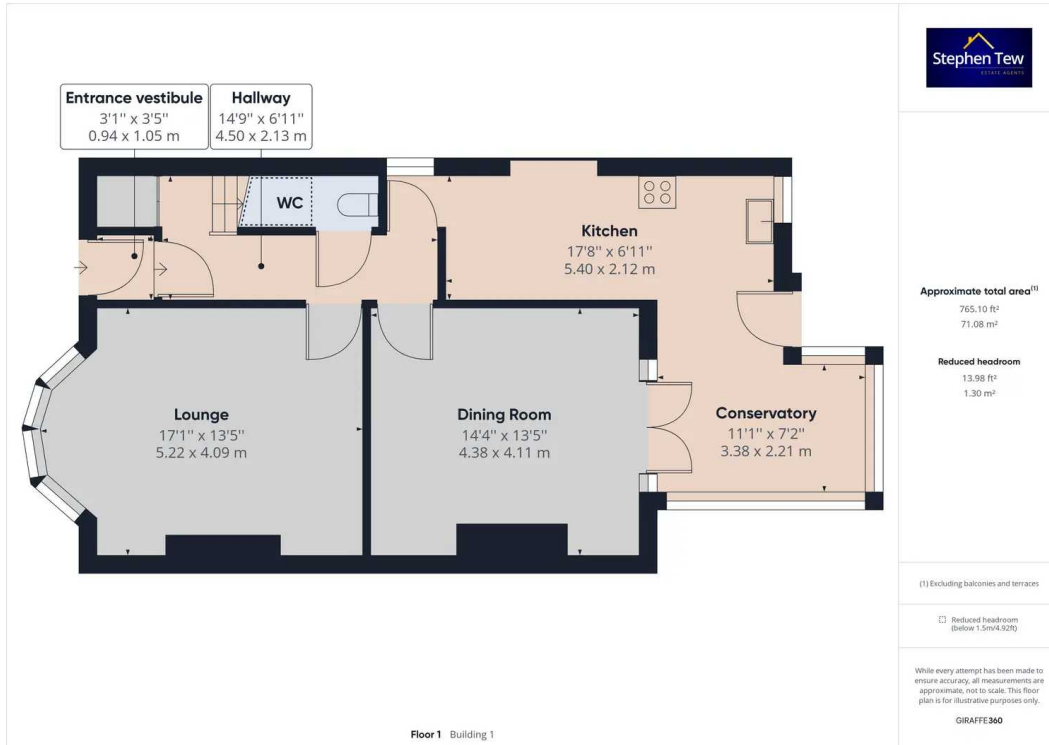 Entrance vestibule
3'1" x 3'5"
0.94 x 1.05 m
Hallway
14'9" x 6'11"
4.50 x 2.13 m
WC
Kitchen
17'8" x 6'11"
5.40 x 2.12 m
Lounge
17'1" x 13'5"
5.22 x 4.09 m
Dining Room
14'4" x 13'5"
4.38 x 4.11 m
Conservatory
11'1" x 7'2"
3.38 x 2.21 m
Floor 1 Building 1
Stephen Tew
ESTATE AGENTS
Approximate total area(1)
765.10 ft²
71.08 m²
Reduced headroom
13.98 ft²
1.30 m²
(1) Excluding balconies and terraces
Reduced headroom
(below 1.5m/4.92ft)
While every attempt has been made to
ensure accuracy, all measurements are
approximate, not to scale. This floor
plan is for illustrative purposes only.
GIRAFFE360